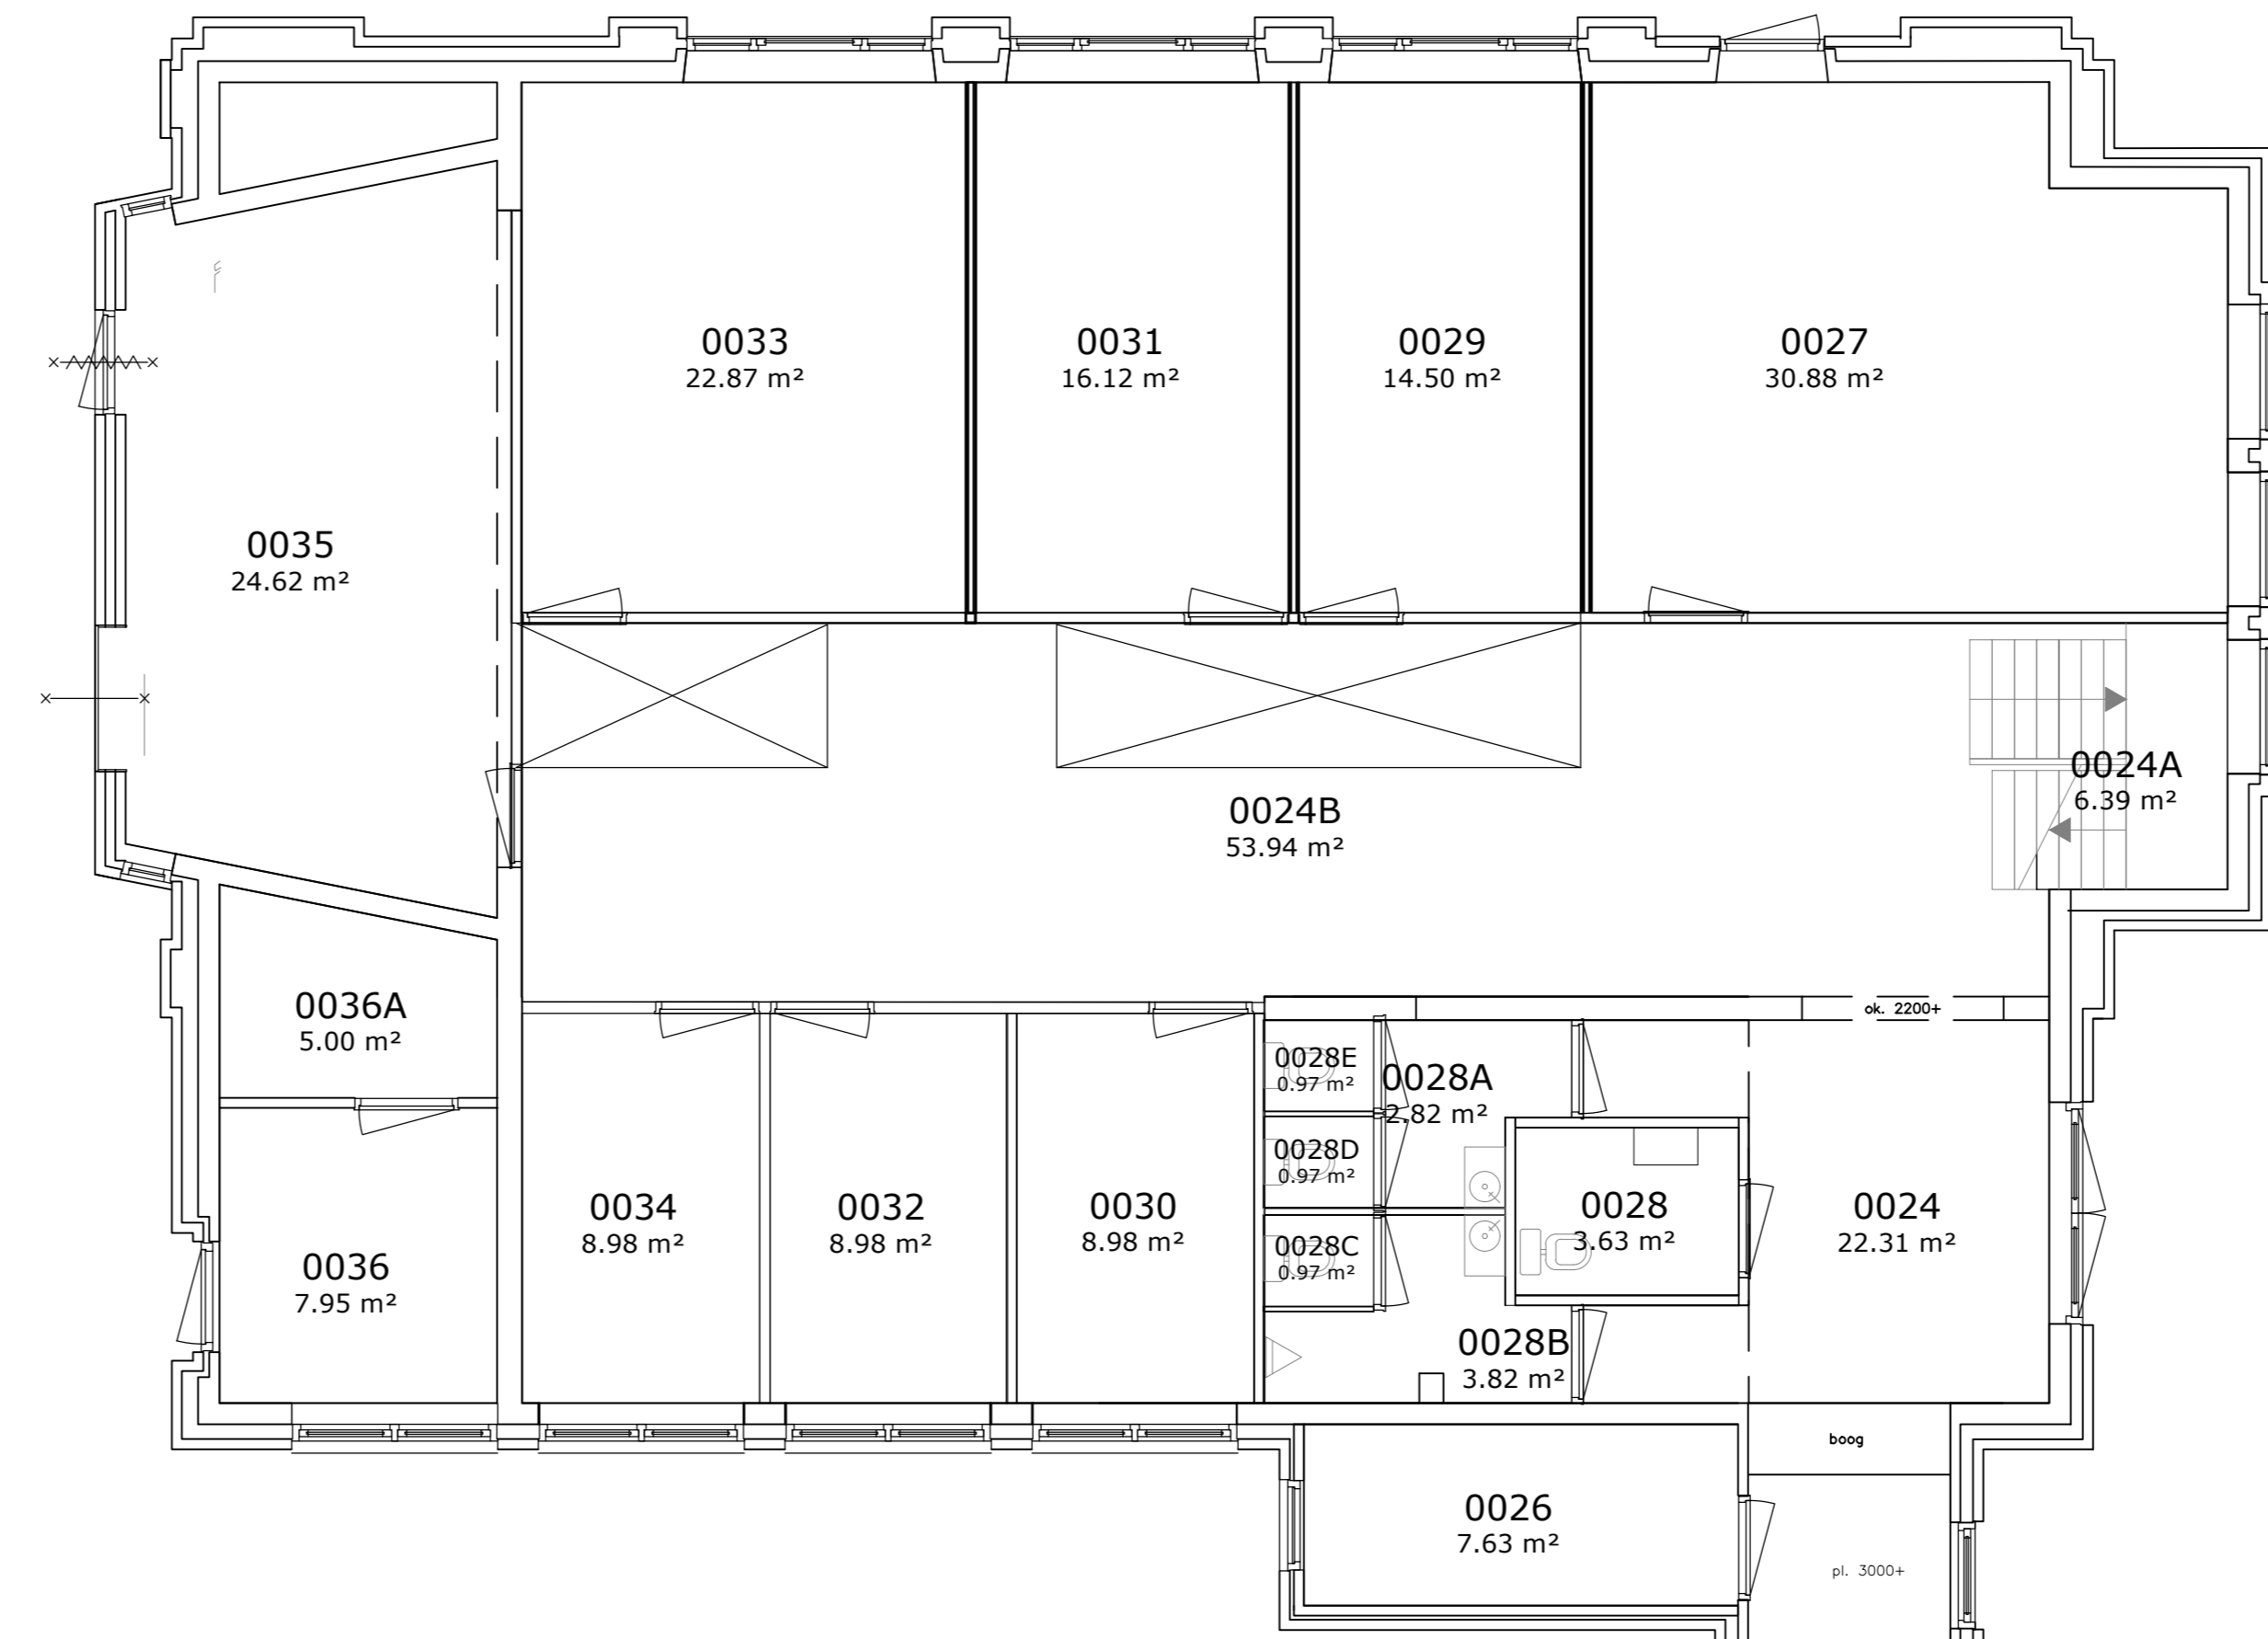 0033
22.87 m²
0031
16.12 m²
0029
14.50 m²
0027
30.88 m²
0035
24.62 m²
0024A
6.39 m²
0024B
53.94 m²
0036A
5.00 m²
ok. 2200+
0028E
0.97 m²
0028A
2.82 m²
0028D
0.97 m²
0034
8.98 m²
0032
8.98 m²
0030
8.98 m²
0028
3.63 m²
0024
22.31 m²
0028C
0.97 m²
0036
7.95 m²
0028B
3.82 m²
boog
0026
7.63 m²
pl. 3000+